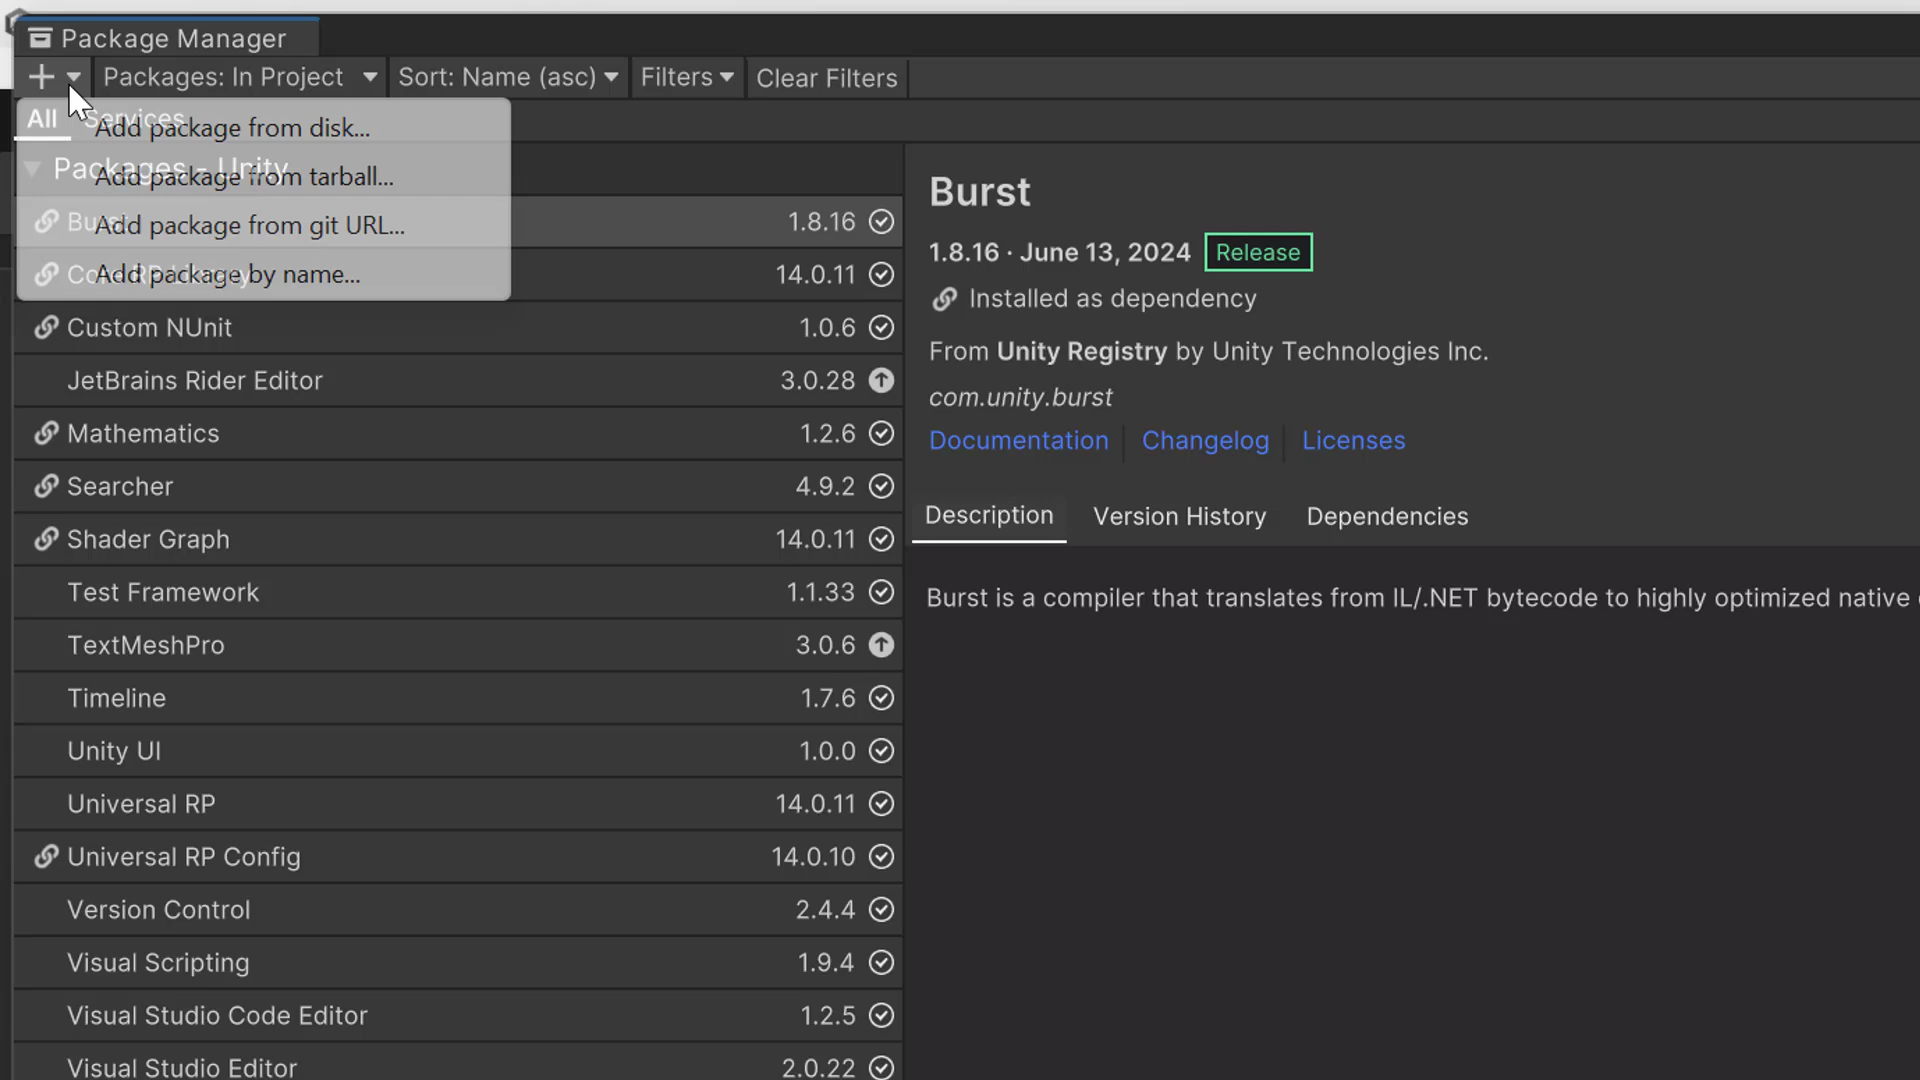 Package Manager
Packages: In Project Sort: Name (asc) Filters Clear Filters
All Services
Add package from disk...
Packages - Unity
Add package from tarball...
Add package from git URL...
Add package by name...
Burst 1.8.16
Core RP Library 14.0.11
Custom NUnit 1.0.6
JetBrains Rider Editor 3.0.28
Mathematics 1.2.6
Searcher 4.9.2
Shader Graph 14.0.11
Test Framework 1.1.33
TextMeshPro 3.0.6
Timeline 1.7.6
Unity UI 1.0.0
Universal RP 14.0.11
Universal RP Config 14.0.10
Version Control 2.4.4
Visual Scripting 1.9.4
Visual Studio Code Editor 1.2.5
Visual Studio Editor 2.0.22
Burst
1.8.16 · June 13, 2024 Release
Installed as dependency
From Unity Registry by Unity Technologies Inc.
com.unity.burst
Documentation Changelog Licenses
Description Version History Dependencies
Burst is a compiler that translates from IL/.NET bytecode to highly optimized native